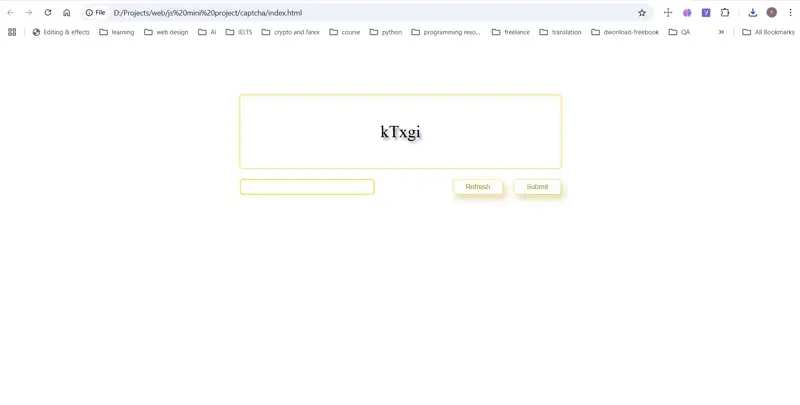 File D:/Projects/web/js%20mini%20project/captcha/index.html
Editing & effects learning web design Ai IELTS crypto and farex course python programming reso... freelance translation dwonload-freebook QA » All Bookmarks
kTxgi
Refresh Submit